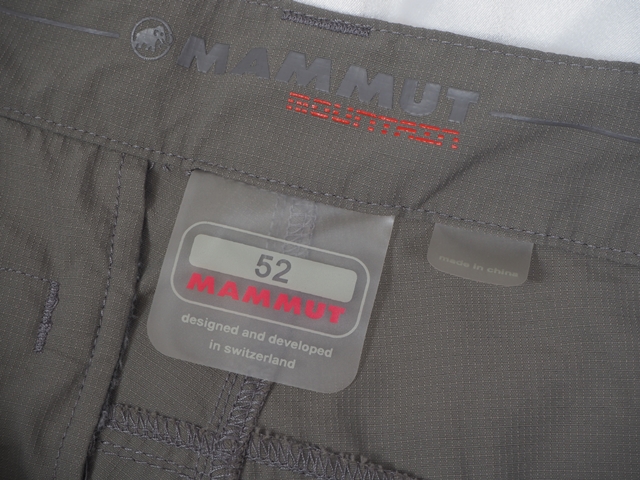 MAMMUT
mountain
52
MAMMUT
designed and developed
in switzerland
made in china